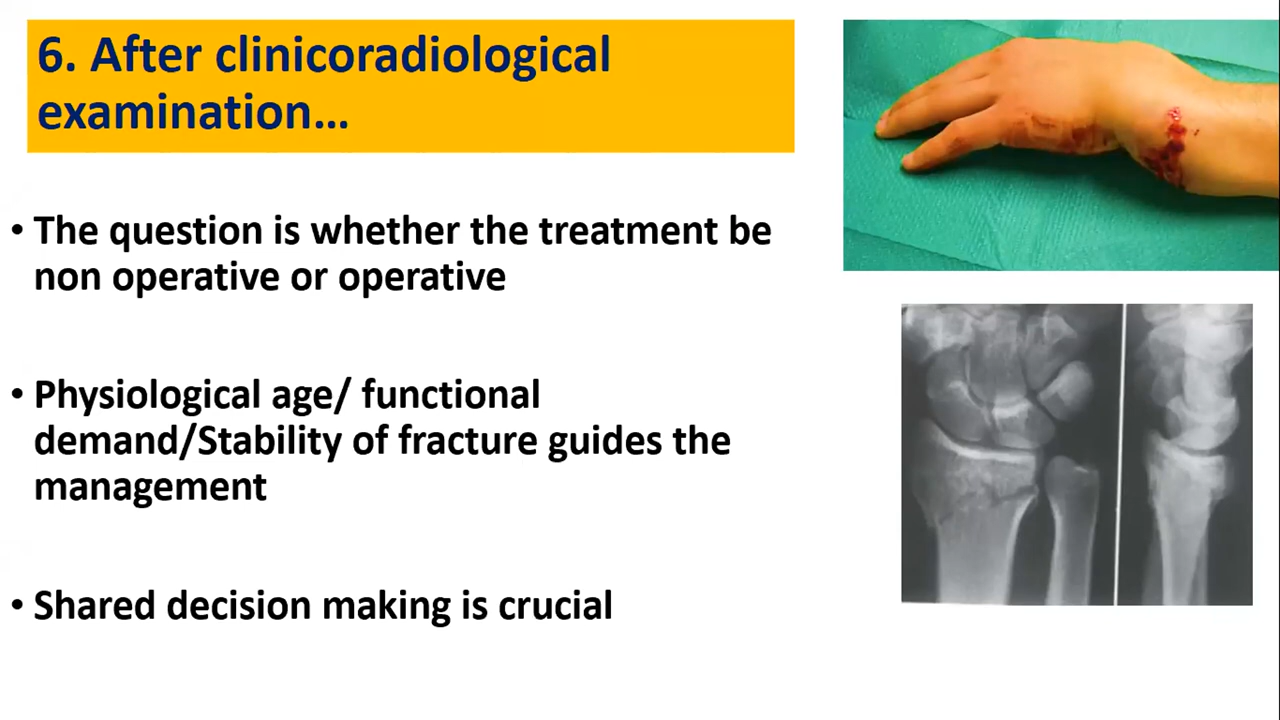 6. After clinicoradiological
examination...
• The question is whether the treatment be
non operative or operative
• Physiological age/ functional
demand/Stability of fracture guides the
management
• Shared decision making is crucial